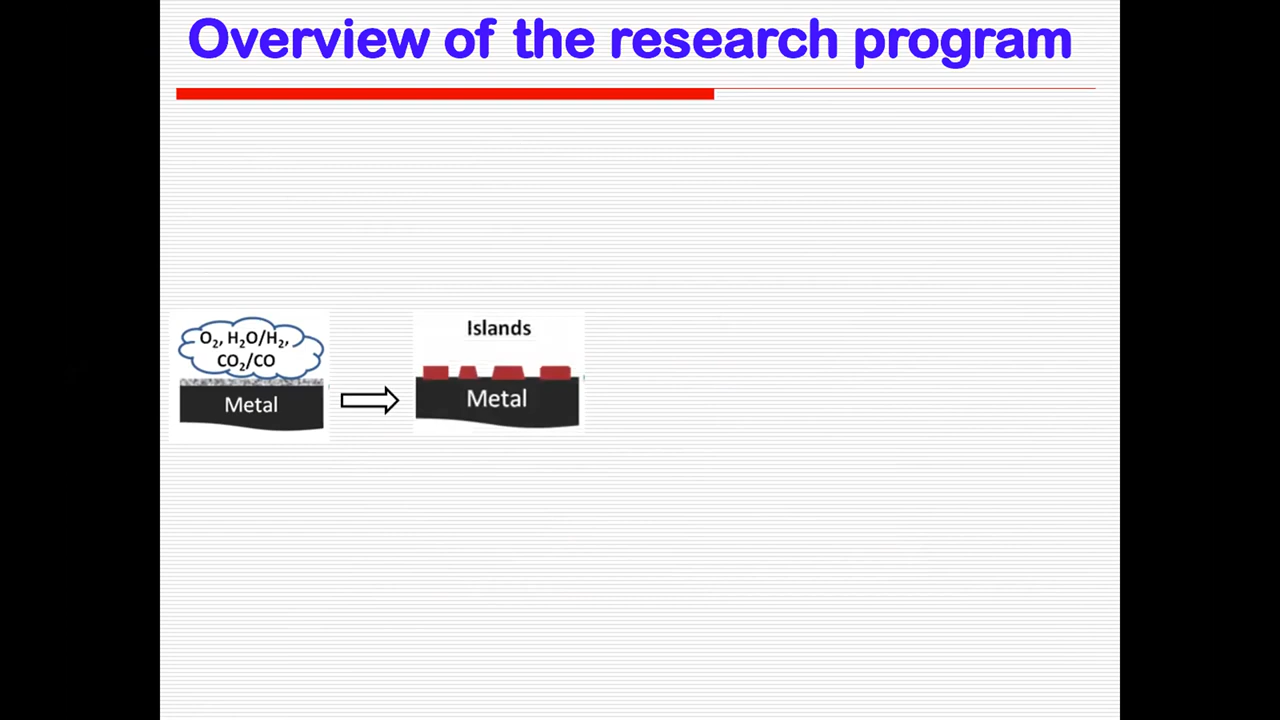 Overview of the research program
O₂, H₂O/H₂,
CO₂/CO
Metal
Islands
Metal